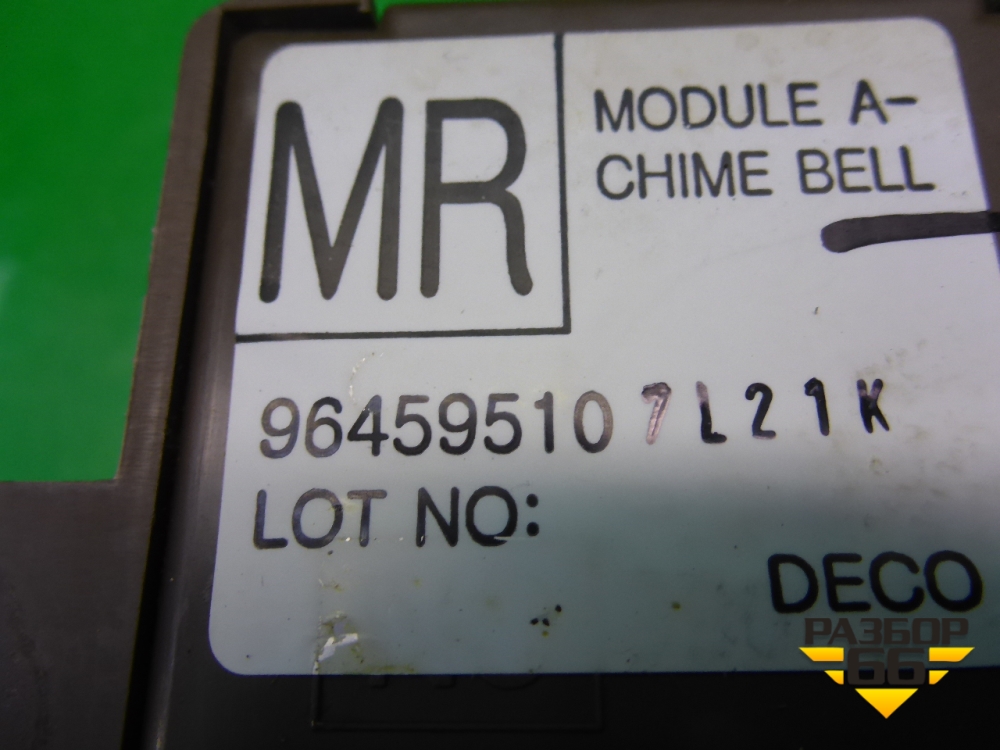 MR
MODULE A-
CHIME BELL
96459510 7L21K
LOT NO:
DECO
РАЗБОР
66